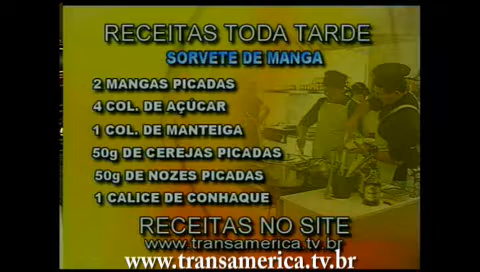 RECEITAS TODA TARDE
SORVETE DE MANGA
2 MANGAS PICADAS
4 COL. DE AÇÚCAR
1 COL. DE MANTEIGA
50g DE CEREJAS PICADAS
50g DE NOZES PICADAS
1 CALICE DE CONHAQUE
RECEITAS NO SITE
www.transamerica.tv.br
www.transamerica.tv.br